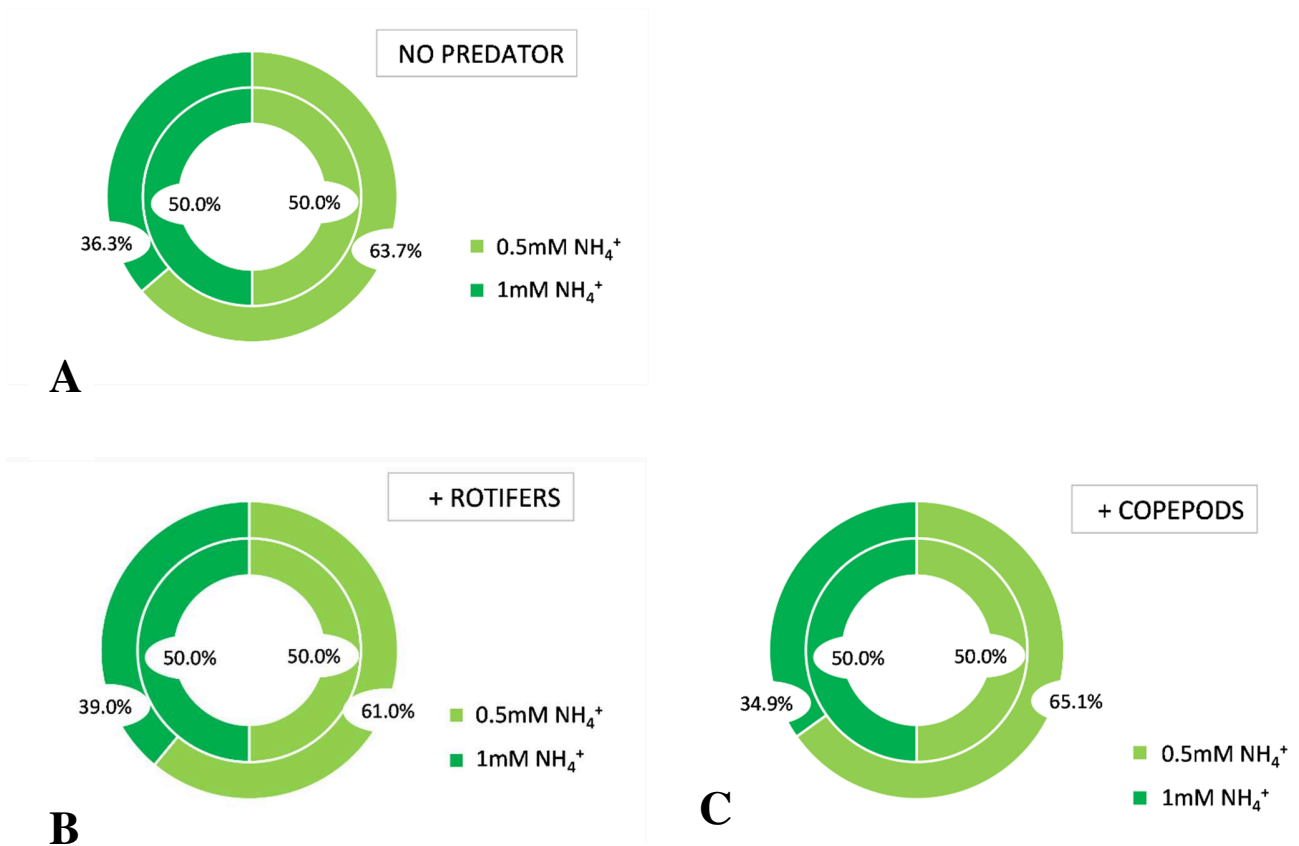 NO PREDATOR
50.0%
50.0%
36.3%
63.7%
0.5mM NH₄⁺
1mM NH₄⁺
A
+ ROTIFERS
50.0%
50.0%
39.0%
61.0%
0.5mM NH₄⁺
1mM NH₄⁺
B
+ COPEPODS
50.0%
50.0%
34.9%
65.1%
0.5mM NH₄⁺
1mM NH₄⁺
C